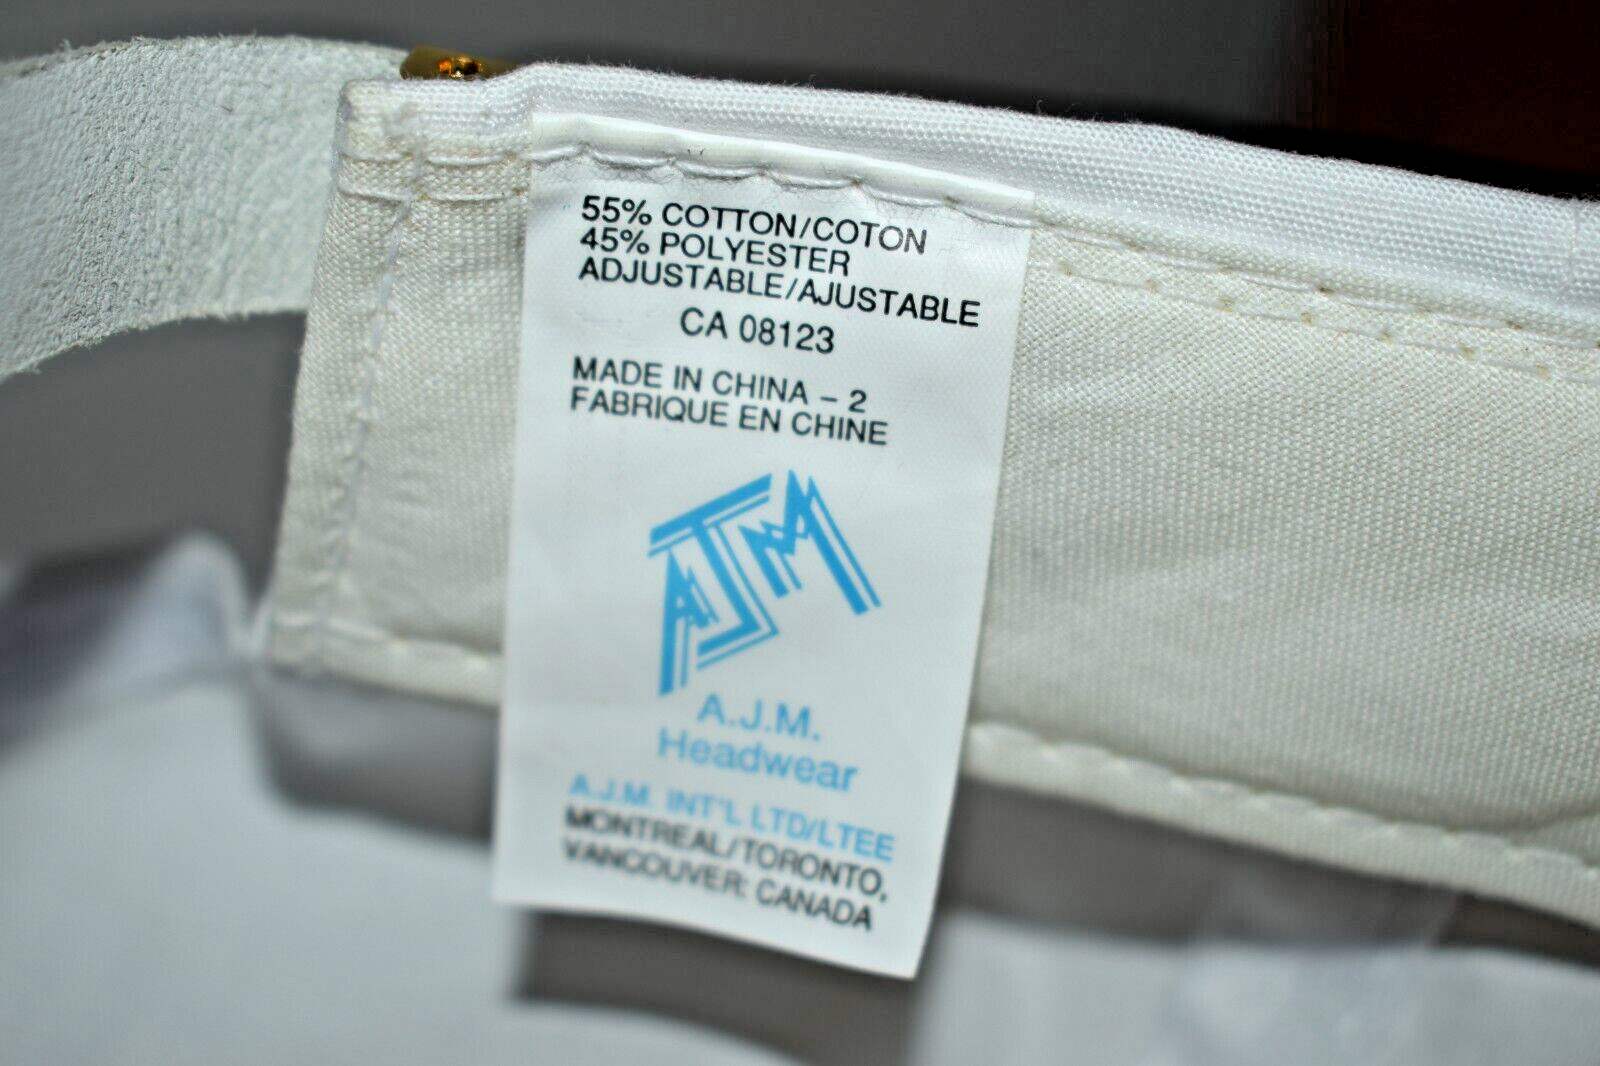 55% COTTON/COTON
45% POLYESTER
ADJUSTABLE/AJUSTABLE
CA 08123
MADE IN CHINA – 2
FABRIQUE EN CHINE
AJM
A.J.M.
Headwear
A.J.M. INT'L LTD/LTEE
MONTREAL/TORONTO,
VANCOUVER: CANADA